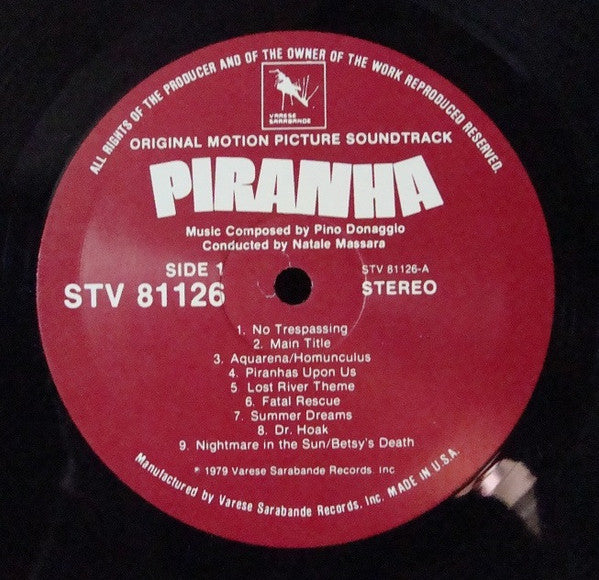 ALL RIGHTS OF THE PRODUCER AND OF THE OWNER OF THE WORK REPRODUCED RESERVED.
VARESE
SARABANDE
ORIGINAL MOTION PICTURE SOUNDTRACK
PIRANHA
Music Composed by Pino Donaggio
Conducted by Natale Massara
SIDE 1
STV 81126
STV 81126-A
STEREO
1. No Trespassing
2. Main Title
3. Aquarena/Homunculus
4. Piranhas Upon Us
5 Lost River Theme
6. Fatal Rescue
7. Summer Dreams
8. Dr. Hoak
9. Nightmare in the Sun/Betsy's Death
℗ 1979 Varese Sarabande Records. Inc
Manufactured by Varese Sarabande Records, Inc. MADE IN U.S.A.